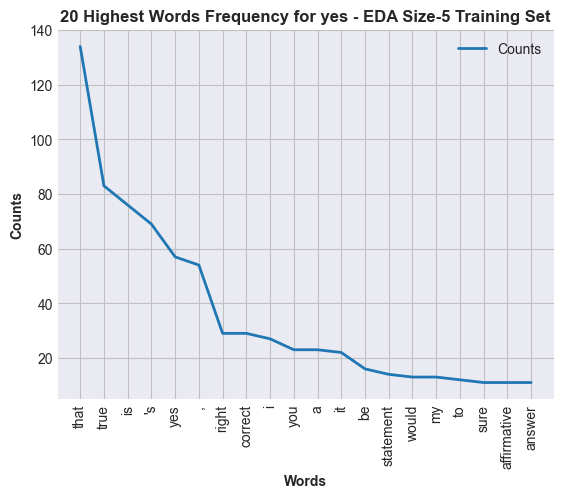 20 Highest Words Frequency for yes - EDA Size-5 Training Set
Counts
140
120
100
80
60
40
20
Counts
that
true
is
's
yes
,
right
correct
i
you
a
it
be
statement
would
my
to
sure
affirmative
answer
Words